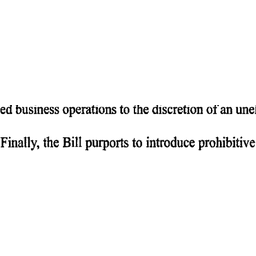 ed business operations to the discretion of an une
Finally, the Bill purports to introduce prohibitive